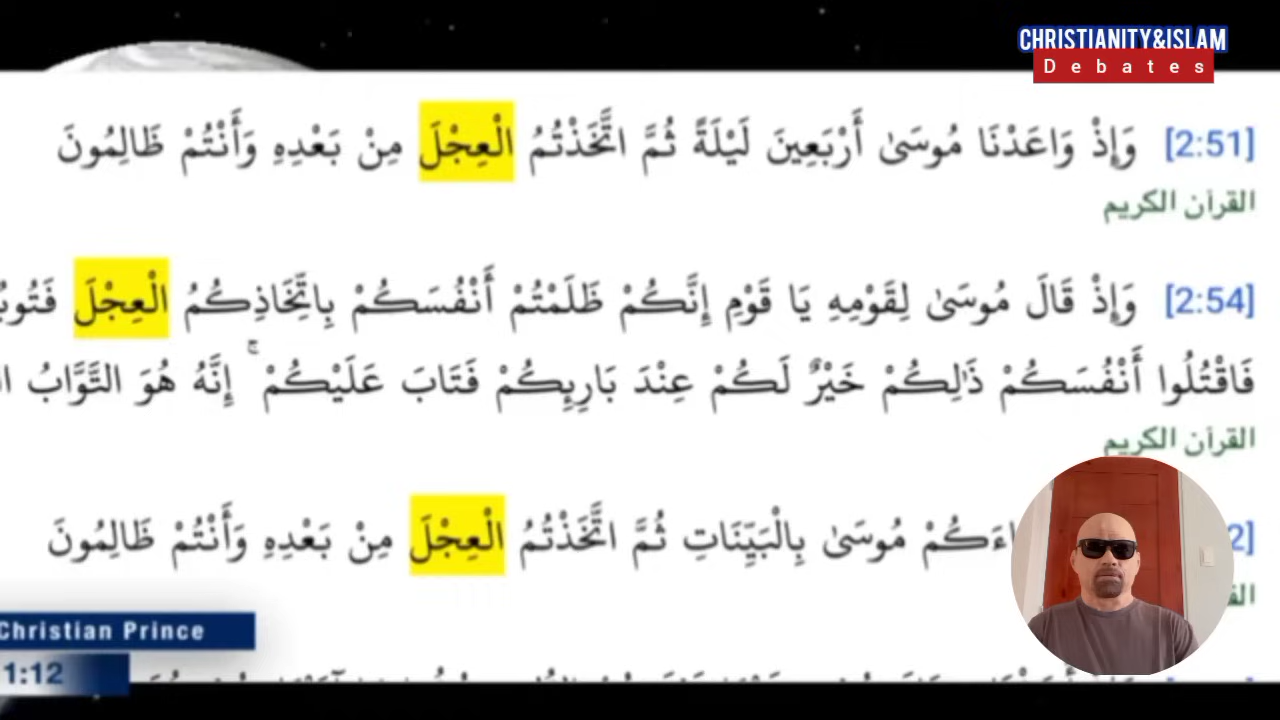 CHRISTIANITY&ISLAM
Debates
[2:51] وَإِذْ وَاعَدْنَا مُوسَىٰ أَرْبَعِينَ لَيْلَةً ثُمَّ اتَّخَذْتُمُ الْعِجْلَ مِنْ بَعْدِهِ وَأَنْتُمْ ظَالِمُونَ
القرآن الكريم
[2:54] وَإِذْ قَالَ مُوسَىٰ لِقَوْمِهِ يَا قَوْمِ إِنَّكُمْ ظَلَمْتُمْ أَنْفُسَكُمْ بِاتِّخَاذِكُمُ الْعِجْلَ
فَاقْتُلُوا أَنْفُسَكُمْ ذَٰلِكُمْ خَيْرٌ لَكُمْ عِنْدَ بَارِئِكُمْ فَتَابَ عَلَيْكُمْ ۚ إِنَّهُ هُوَ التَّوَّابُ
القرآن الكريم
2] مُوسَىٰ بِالْبَيِّنَاتِ ثُمَّ اتَّخَذْتُمُ الْعِجْلَ مِنْ بَعْدِهِ وَأَنْتُمْ ظَالِمُونَ
Christian Prince
1:12